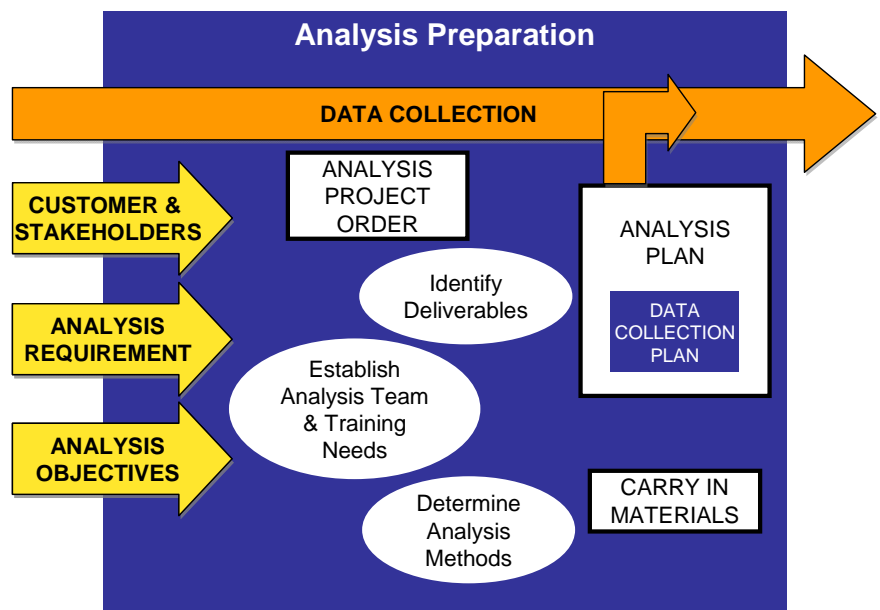 Analysis Preparation
DATA COLLECTION
CUSTOMER &
STAKEHOLDERS
ANALYSIS
PROJECT
ORDER
ANALYSIS
PLAN
Identify
Deliverables
DATA
COLLECTION
PLAN
ANALYSIS
REQUIREMENT
Establish
Analysis Team
& Training
Needs
ANALYSIS
OBJECTIVES
Determine
Analysis
Methods
CARRY IN
MATERIALS